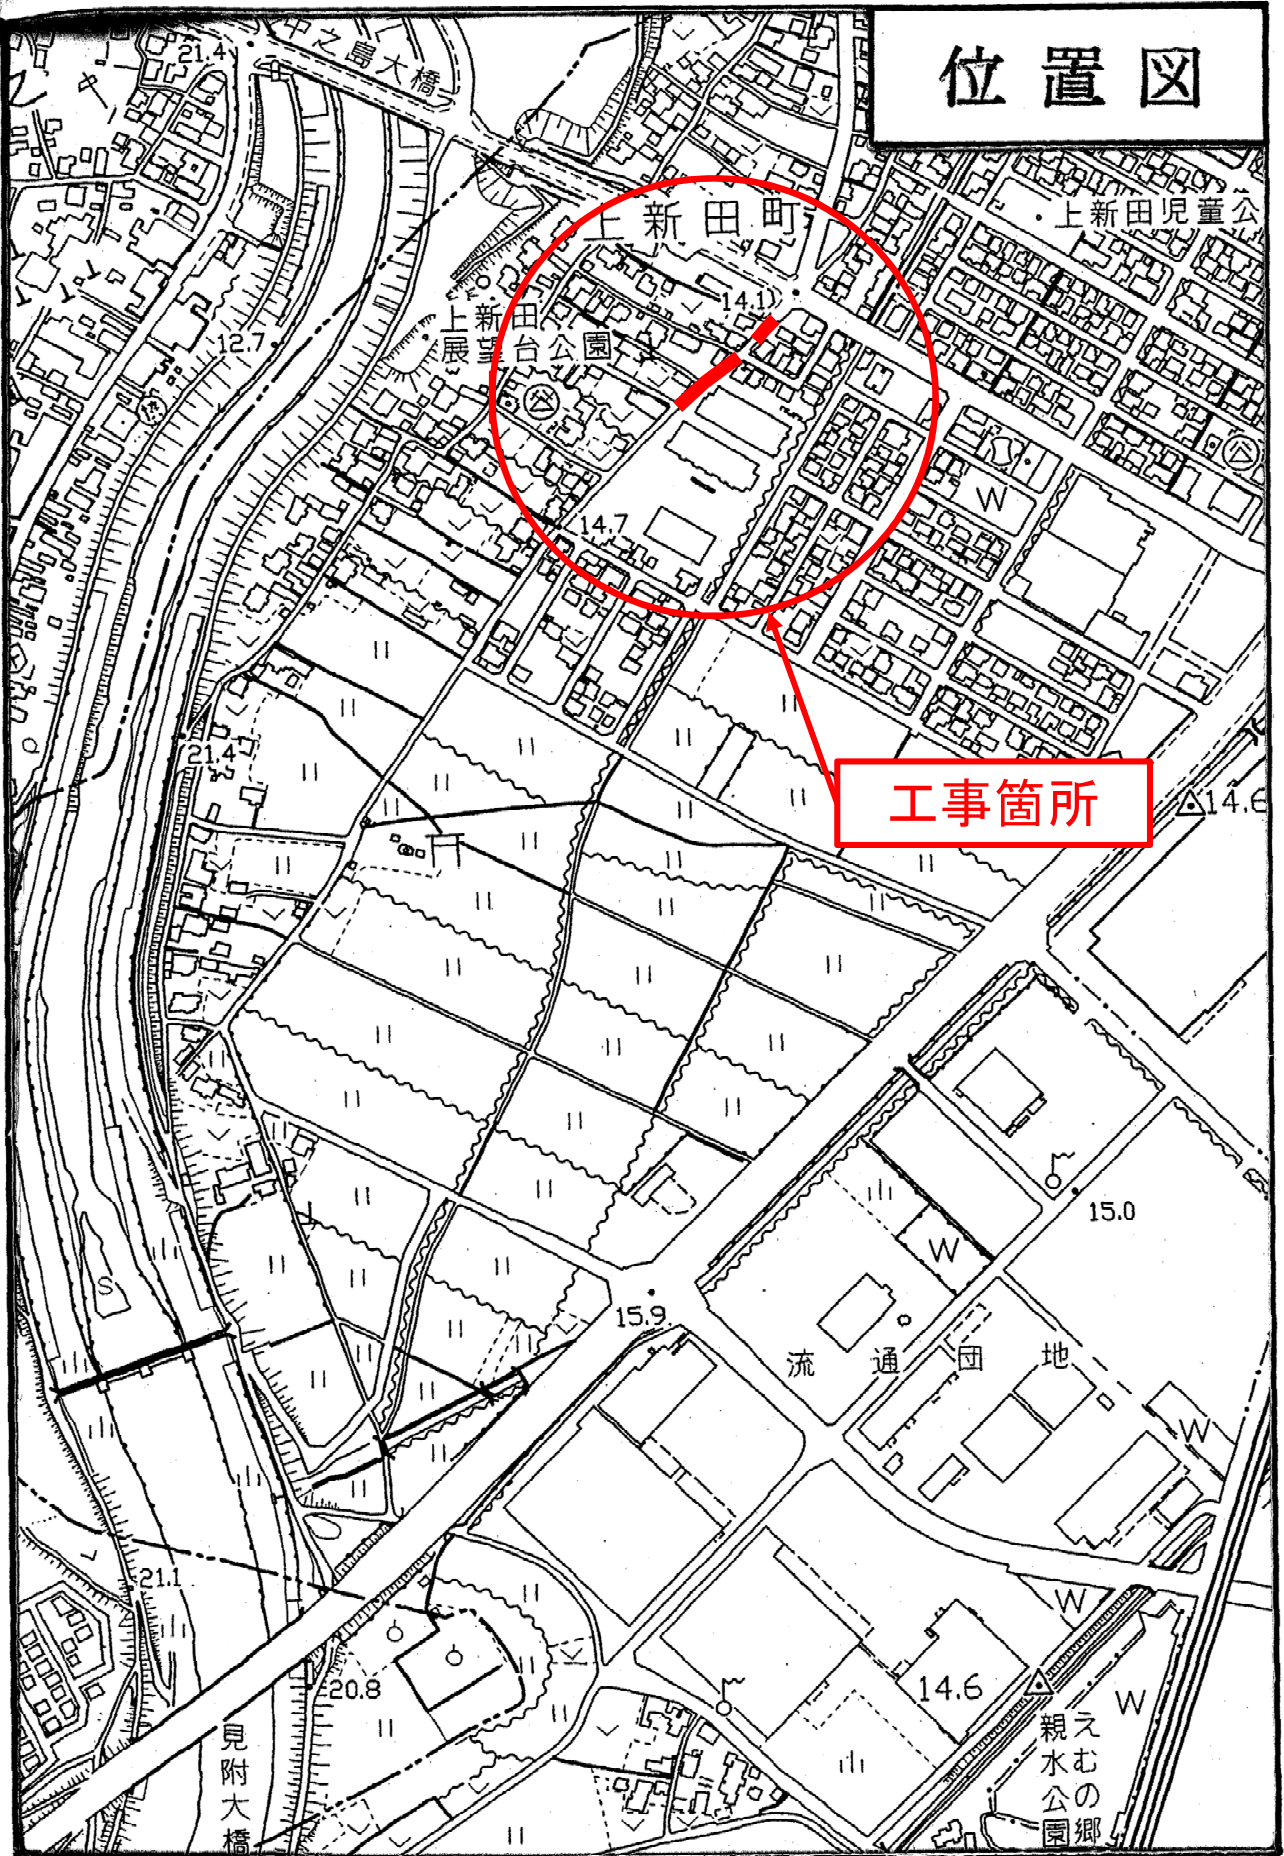 位置図
中之島大橋
21.4
上新田町
上新田児童公
14.1
上新田
展望台公園
12.7
W
14.7
21.4
工事箇所
14.6
15.0
W
S
15.9
流通団地
W
21.1
W
20.8
14.6
W
見附大橋
えむの郷
親水公園